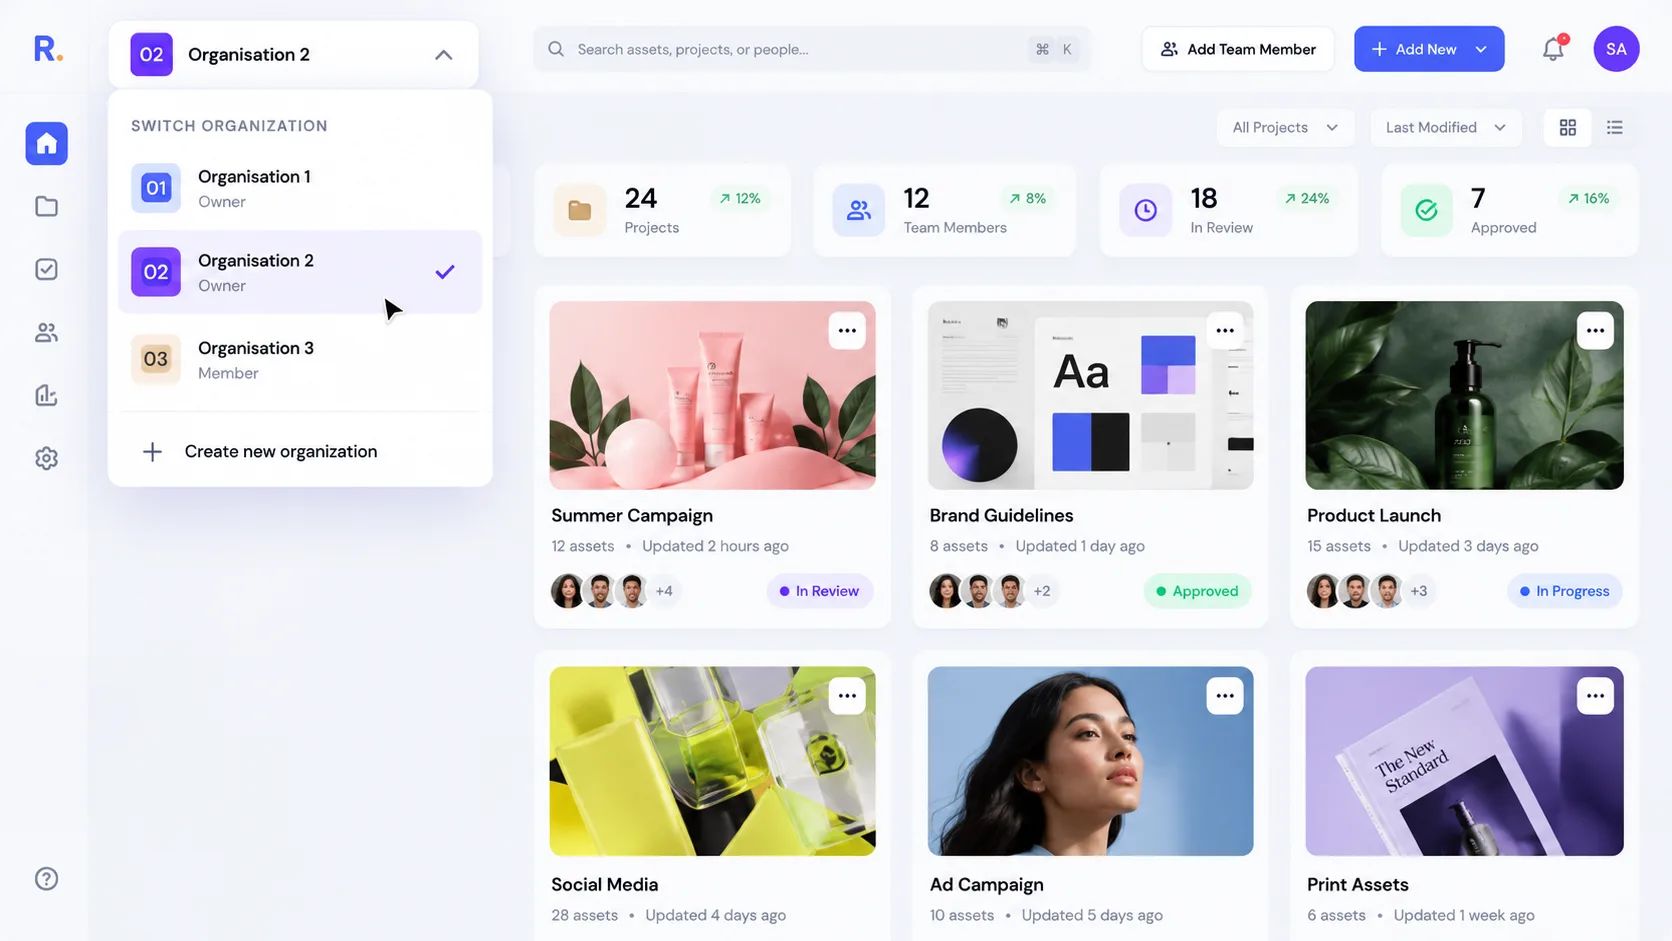 R.
02 Organisation 2
Search assets, projects, or people...
⌘ K
Add Team Member
+ Add New
SA
SWITCH ORGANIZATION
01
Organisation 1
Owner
02
Organisation 2
Owner
03
Organisation 3
Member
+ Create new organization
All Projects
Last Modified
24
Projects
↗ 12%
12
Team Members
↗ 8%
18
In Review
↗ 24%
7
Approved
↗ 16%
Aa
Summer Campaign
12 assets • Updated 2 hours ago
+4
In Review
Brand Guidelines
8 assets • Updated 1 day ago
+2
Approved
Product Launch
15 assets • Updated 3 days ago
+3
In Progress
The New
Standard
Social Media
28 assets • Updated 4 days ago
Ad Campaign
10 assets • Updated 5 days ago
Print Assets
6 assets • Updated 1 week ago